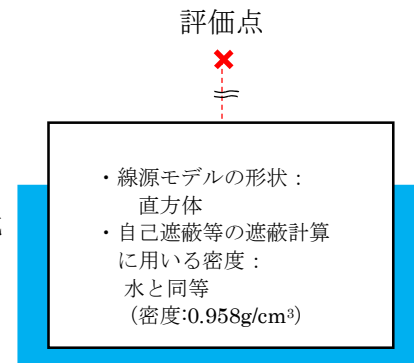 評価点
・線源モデルの形状：
直方体
・自己遮蔽等の遮蔽計算
に用いる密度：
水と同等
（密度:0.958g/cm³）